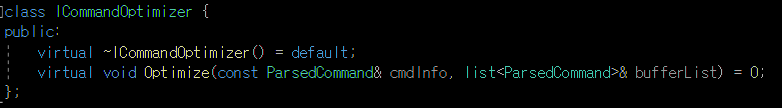 class ICommandOptimizer {
public:
    virtual ~ICommandOptimizer() = default;
    virtual void Optimize(const ParsedCommand& cmdInfo, list<ParsedCommand>& bufferList) = 0;
};